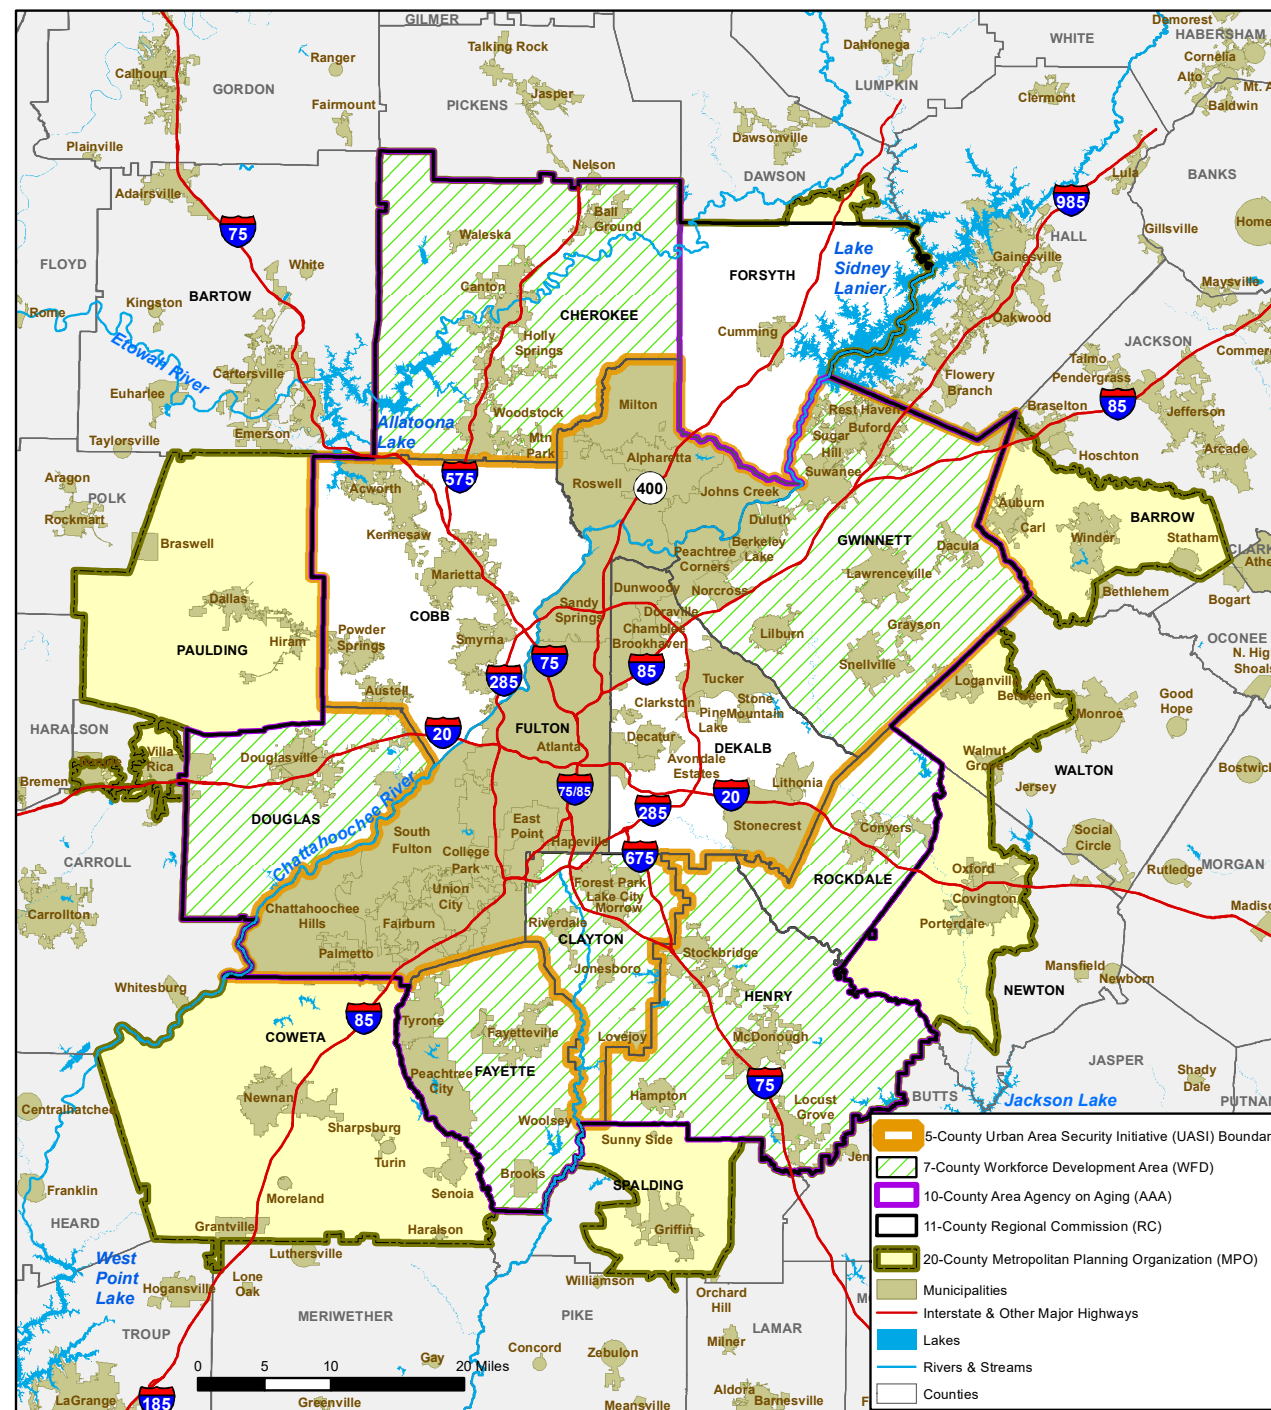 GILMER
Demorest
HABERSHAM
WHITE
Talking Rock
Dahlonega
Cornelia
Ranger
Calhoun
Alto
GORDON
Jasper
LUMPKIN
Clermont
Mt. A
Baldwin
Fairmount
PICKENS
Dawsonville
Plainville
Nelson
DAWSON
Lula
BANKS
Adairsville
985
Ball
Ground
Home
75
Waleska
Gillsville
HALL
Lake
Sidney
Lanier
Gainesville
FLOYD
White
FORSYTH
Maysville
BARTOW
Canton
Kingston
Rome
CHEROKEE
Oakwood
Cumming
Holly
Springs
JACKSON
Etowah River
Commer
Talmo
Pendergrass
Cartersville
Flowery
Branch
Euharlee
85
Milton
Braselton
Jefferson
Woodstock
Rest Haven
Allatoona
Lake
Buford
Emerson
Mtn
Park
Sugar
Hill
Taylorsville
Arcade
Hoschton
Alpharetta
Suwanee
Aragon
575
Roswell
400
Acworth
Johns Creek
POLK
Auburn
Rockmart
Duluth
BARROW
Carl
Kennesaw
Berkeley
Lake
GWINNETT
Winder
Statham
Braswell
Dacula
CLARK
Peachtree
Corners
Athe
Marietta
Lawrenceville
Dunwoody
Norcross
Bethlehem
Dallas
Sandy
Springs
Bogart
Doraville
COBB
Grayson
Chamblee
Powder
Springs
Lilburn
OCONEE
Hiram
Smyrna
Brookhaven
N. Hig
Shoals
PAULDING
75
85
Snellville
285
Tucker
Loganville
Austell
Between
Stone
Mountain
Good
Hope
Clarkston
Monroe
Pine
Lake
HARALSON
20
FULTON
Decatur
Villa
Rica
Atlanta
DEKALB
Walnut
Grove
Douglasville
Avondale
Estates
WALTON
Bostwick
Bremen
Lithonia
Jersey
75/85
20
285
DOUGLAS
Chattahoochee River
East
Point
Stonecrest
South
Fulton
Conyers
Social
Circle
Hapeville
College
Park
675
CARROLL
MORGAN
Oxford
Rutledge
ROCKDALE
Forest Park
Union
City
Lake City
Covington
Morrow
Carrollton
Chattahoochee
Hills
Madiso
Riverdale
Fairburn
Porterdale
CLAYTON
Palmetto
Stockbridge
Jonesboro
Mansfield
Newborn
Whitesburg
NEWTON
HENRY
85
Tyrone
COWETA
Fayetteville
Lovejoy
McDonough
JASPER
FAYETTE
Peachtree
City
75
Shady
Dale
Newnan
Hampton
BUTTS
Jackson Lake
PUTNAM
Centralhatchee
Locust
Grove
Woolsey
Sharpsburg
Sunny Side
Turin
Jen
Brooks
Franklin
SPALDING
Moreland
Senoia
HEARD
Grantville
Haralson
Griffin
West
Point
Lake
Luthersville
Lone
Oak
Williamson
Hogansville
Orchard
Hill
MERIWETHER
PIKE
TROUP
LAMAR
Milner
Concord
Zebulon
Gay
LaGrange
185
Greenville
Aldora
Barnesville
Meansville
0 5 10 20 Miles
5-County Urban Area Security Initiative (UASI) Boundar
7-County Workforce Development Area (WFD)
10-County Area Agency on Aging (AAA)
11-County Regional Commission (RC)
20-County Metropolitan Planning Organization (MPO)
Municipalities
Interstate & Other Major Highways
Lakes
Rivers & Streams
Counties